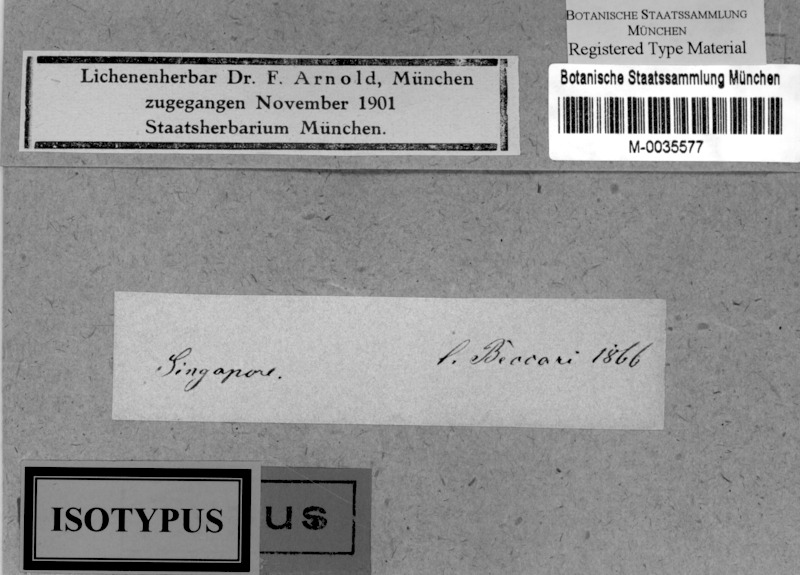 BOTANISCHE STAATSSAMMLUNG
MÜNCHEN
Registered Type Material
Lichenenherbar Dr. F. Arnold, München
zugegangen November 1901
Staatsherbarium München.
Botanische Staatssammlung München
M-0035577
Singapore.
l. Beccari 1866
ISOTYPUS
us